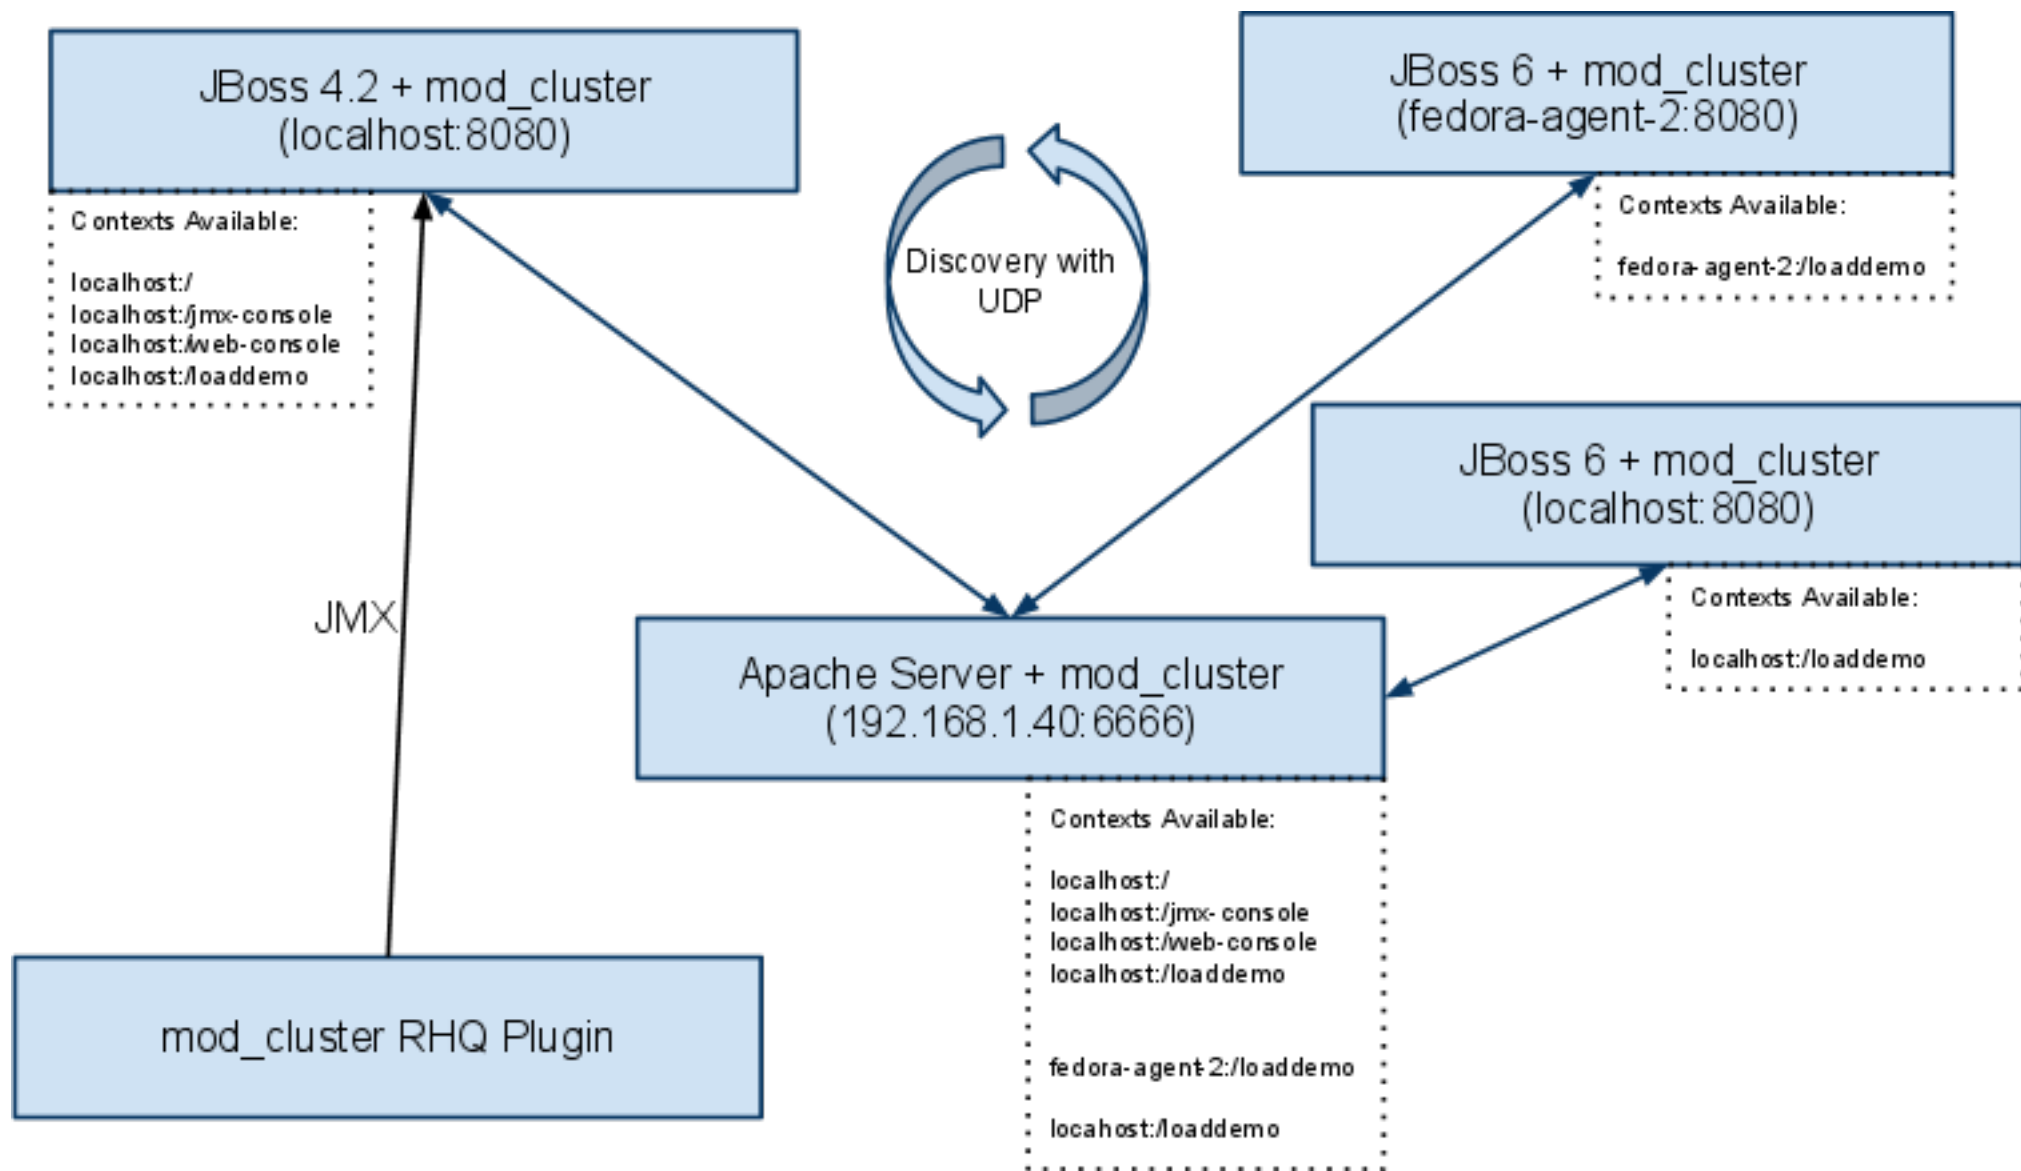 JBoss 4.2 + mod_cluster
(localhost:8080)
Contexts Available:
localhost:/
localhost:/jmx-console
localhost:/web-console
localhost:/loaddemo
Discovery with
UDP
JBoss 6 + mod_cluster
(fedora-agent-2:8080)
Contexts Available:
fedora-agent-2:/loaddemo
JBoss 6 + mod_cluster
(localhost:8080)
Contexts Available:
localhost:/loaddemo
JMX
Apache Server + mod_cluster
(192.168.1.40:6666)
Contexts Available:
localhost:/
localhost:/jmx-console
localhost:/web-console
localhost:/loaddemo
fedora-agent-2:/loaddemo
locahost:/loaddemo
mod_cluster RHQ Plugin